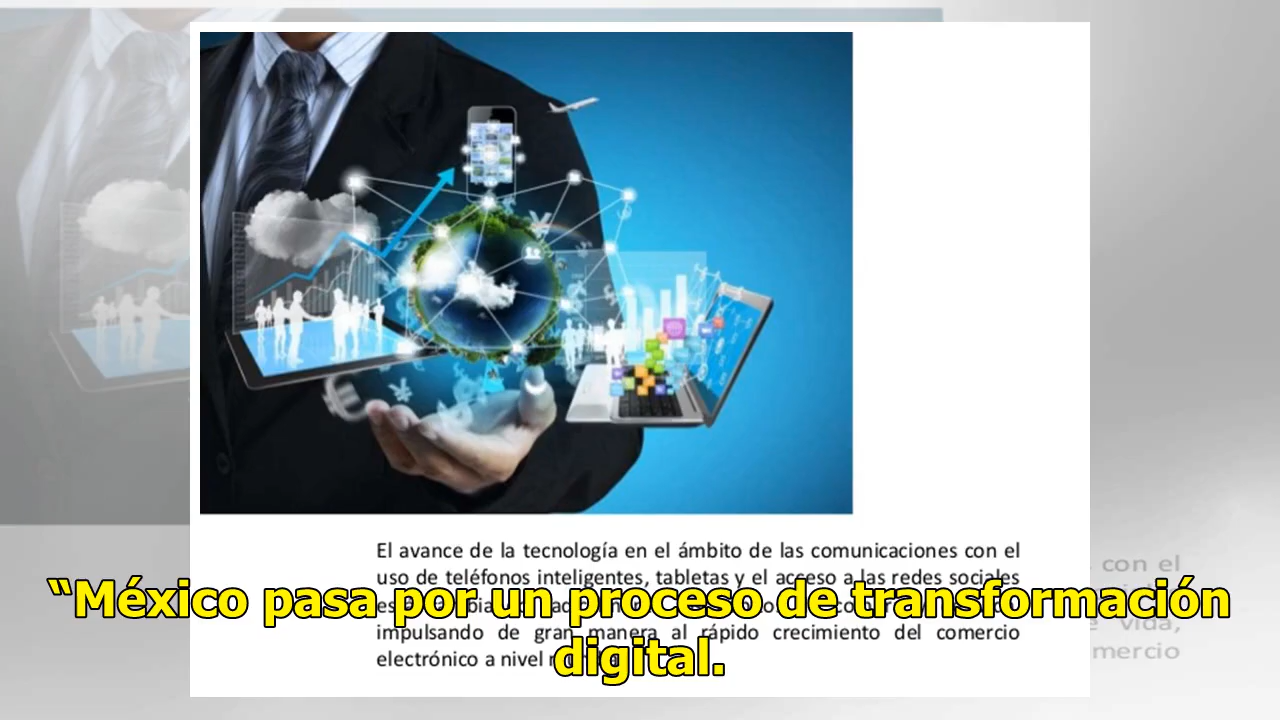 El avance de la tecnología en el ámbito de las comunicaciones con el
uso de teléfonos inteligentes, tabletas y el acceso a las redes sociales
“México pasa por un proceso de transformación
impulsando de gran manera al rápido crecimiento del comercio
electrónico a nivel
digital.
con el
vida,
mercio